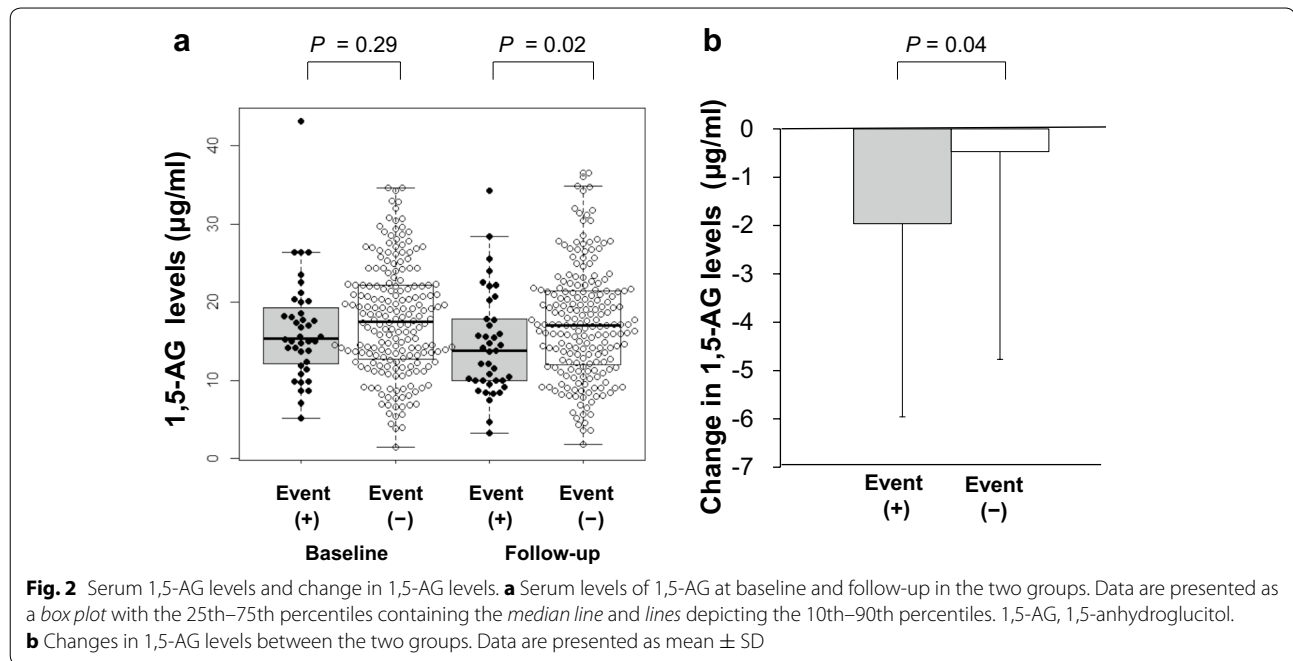 a
P = 0.29
P = 0.02
1,5-AG levels (μg/ml)
40
30
20
10
0
Event
(+)
Event
(−)
Event
(+)
Event
(−)
Baseline
Follow-up
b
P = 0.04
Change in 1,5-AG levels (μg/ml)
0
-1
-2
-3
-4
-5
-6
-7
Event
(+)
Event
(−)
Fig. 2 Serum 1,5-AG levels and change in 1,5-AG levels. a Serum levels of 1,5-AG at baseline and follow-up in the two groups. Data are presented as
a box plot with the 25th–75th percentiles containing the median line and lines depicting the 10th–90th percentiles. 1,5-AG, 1,5-anhydroglucitol.
b Changes in 1,5-AG levels between the two groups. Data are presented as mean ± SD